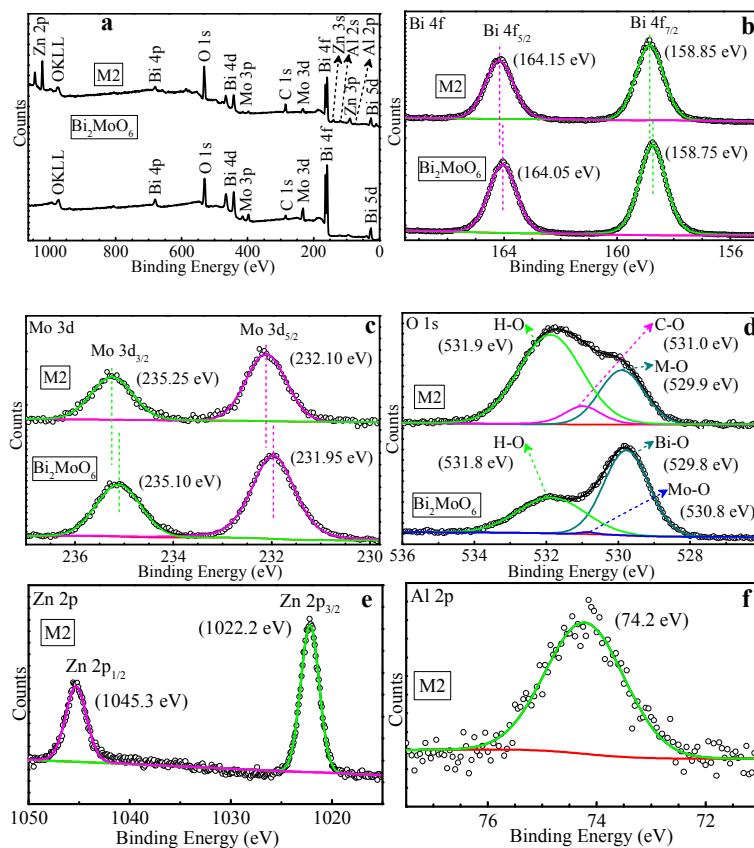 a
Zn 2p
OKLL
Bi 4p
O 1s
Bi 4d
Mo 3p
C 1s
Mo 3d
Bi 4f
Zn 3s
Al 2s
Zn 3p
Al 2p
Bi 5d
M2
Bi₂MoO₆
OKLL
Bi 4p
O 1s
Bi 4d
Mo 3p
C 1s
Mo 3d
Bi 4f
Bi 5d
Counts
1000 800 600 400 200 0
Binding Energy (eV)
b
Bi 4f
Bi 4f₅/₂
Bi 4f₇/₂
(164.15 eV)
(158.85 eV)
M2
Bi₂MoO₆
(164.05 eV)
(158.75 eV)
Counts
164 160 156
Binding Energy (eV)
c
Mo 3d
Mo 3d₃/₂
Mo 3d₅/₂
(235.25 eV)
(232.10 eV)
M2
Bi₂MoO₆
(235.10 eV)
(231.95 eV)
Counts
236 234 232 230
Binding Energy (eV)
d
O 1s
H-O
(531.9 eV)
C-O
(531.0 eV)
M-O
(529.9 eV)
M2
H-O
(531.8 eV)
Bi-O
(529.8 eV)
Mo-O
(530.8 eV)
Bi₂MoO₆
Counts
536 534 532 530 528
Binding Energy (eV)
e
Zn 2p
M2
Zn 2p₃/₂
(1022.2 eV)
Zn 2p₁/₂
(1045.3 eV)
Counts
1050 1040 1030 1020
Binding Energy (eV)
f
Al 2p
(74.2 eV)
M2
Counts
76 74 72
Binding Energy (eV)